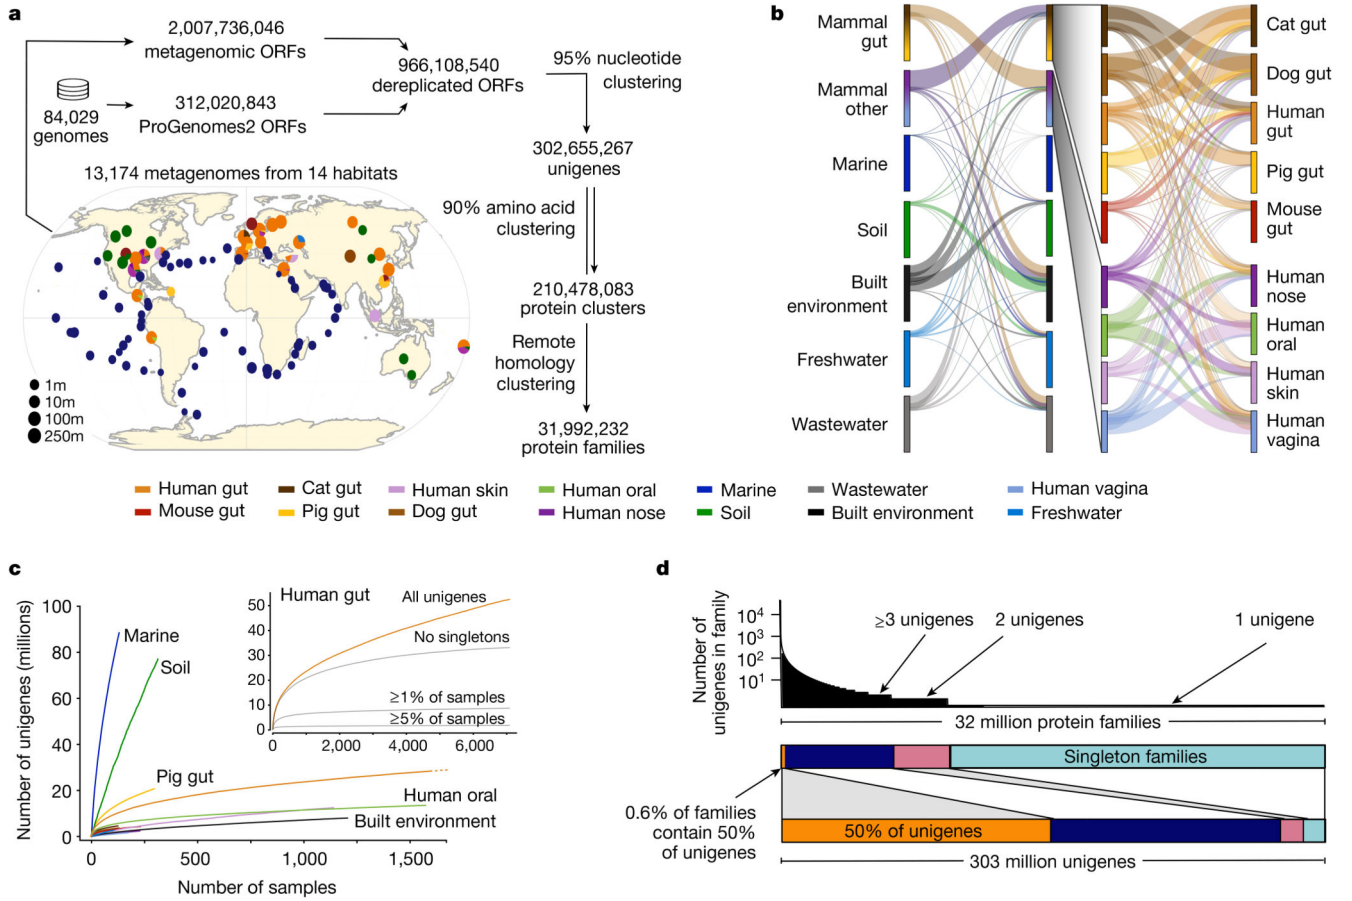 a
2,007,736,046
metagenomic ORFs
84,029
genomes
312,020,843
ProGenomes2 ORFs
966,108,540
dereplicated ORFs
95% nucleotide
clustering
302,655,267
unigenes
90% amino acid
clustering
210,478,083
protein clusters
Remote
homology
clustering
31,992,232
protein families
13,174 metagenomes from 14 habitats
1m
10m
100m
250m
b
Mammal
gut
Mammal
other
Marine
Soil
Built
environment
Freshwater
Wastewater
Cat gut
Dog gut
Human
gut
Pig gut
Mouse
gut
Human
nose
Human
oral
Human
skin
Human
vagina
Human gut
Cat gut
Human skin
Human oral
Marine
Wastewater
Human vagina
Mouse gut
Pig gut
Dog gut
Human nose
Soil
Built environment
Freshwater
c
Number of unigenes (millions)
100
80
60
40
20
0
0
500
1,000
1,500
Number of samples
Marine
Soil
Pig gut
Human oral
Built environment
Human gut
50
40
30
20
10
0
0
2,000
4,000
6,000
All unigenes
No singletons
≥1% of samples
≥5% of samples
d
Number of
unigenes in family
10⁴
10³
10²
10¹
≥3 unigenes
2 unigenes
1 unigene
32 million protein families
Singleton families
0.6% of families
contain 50%
of unigenes
50% of unigenes
303 million unigenes